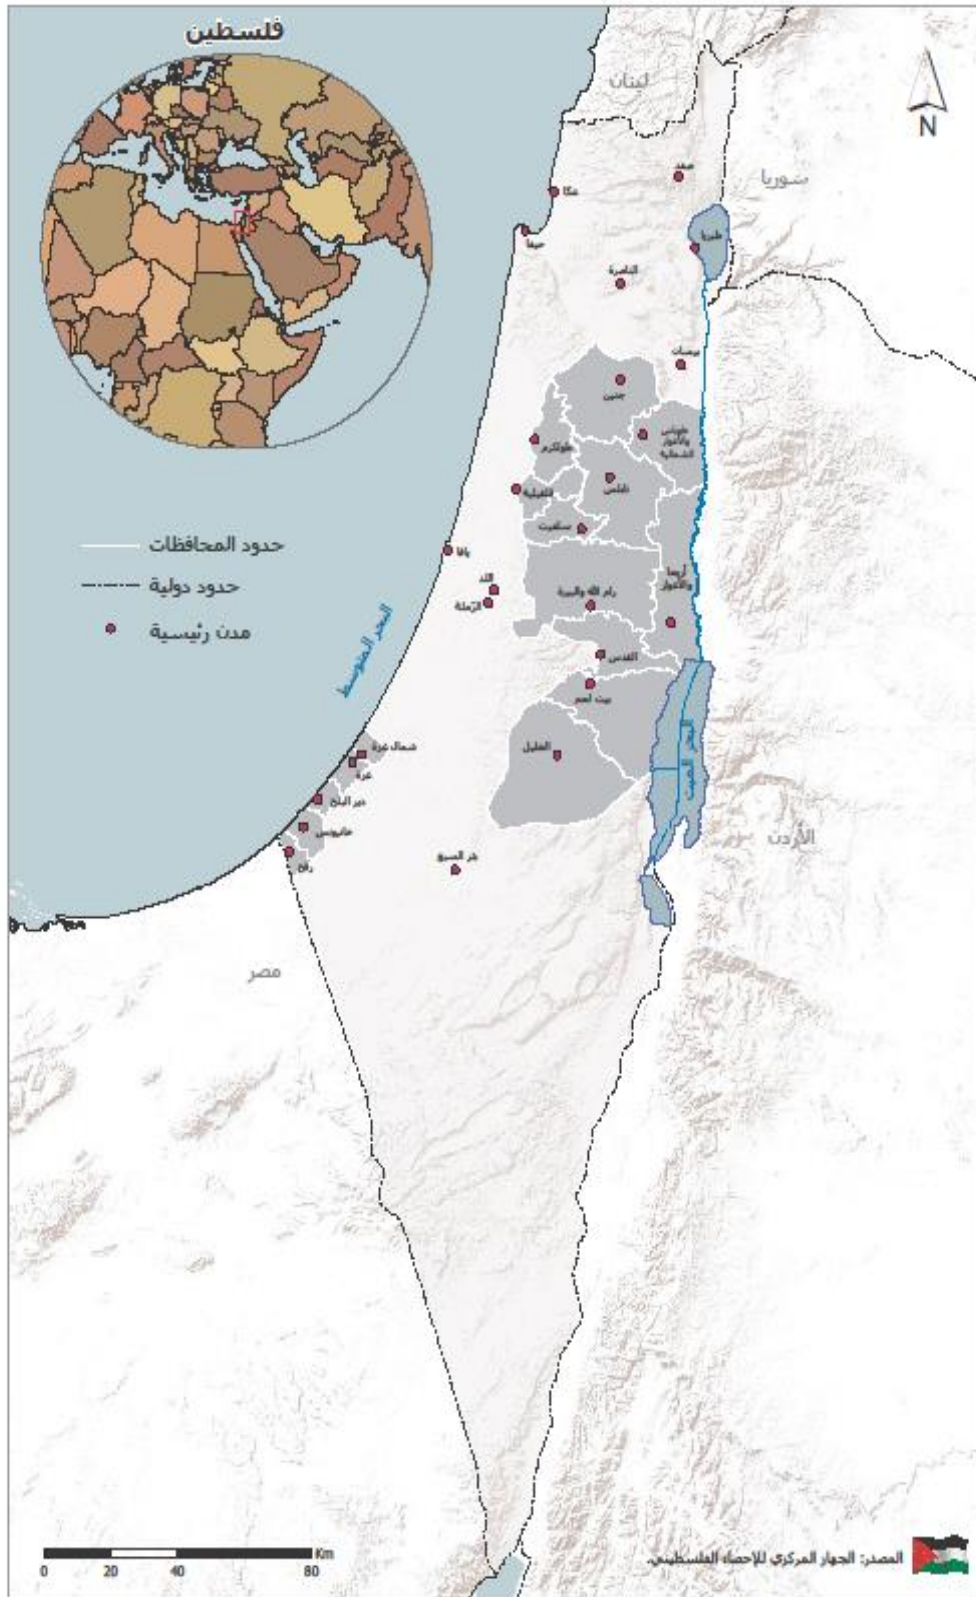 فلسطين
N
لبنان
سوريا
صفد
عكا
طبريا
حيفا
الناصرة
بيسان
جنين
طوباس
والأغوار
الشمالية
طولكرم
نابلس
قلقيلية
سلفيت
يافا
اللد
الرملة
أريحا
والأغوار
رام الله والبيرة
القدس
بيت لحم
الخليل
حدود المحافظات
حدود دولية
مدن رئيسية
البحر المتوسط
شمال غزة
غزة
دير البلح
خانيونس
رفح
بئر السبع
البحر الميت
الأردن
مصر
0 20 40 80 Km
المصدر: الجهاز المركزي للإحصاء الفلسطيني.